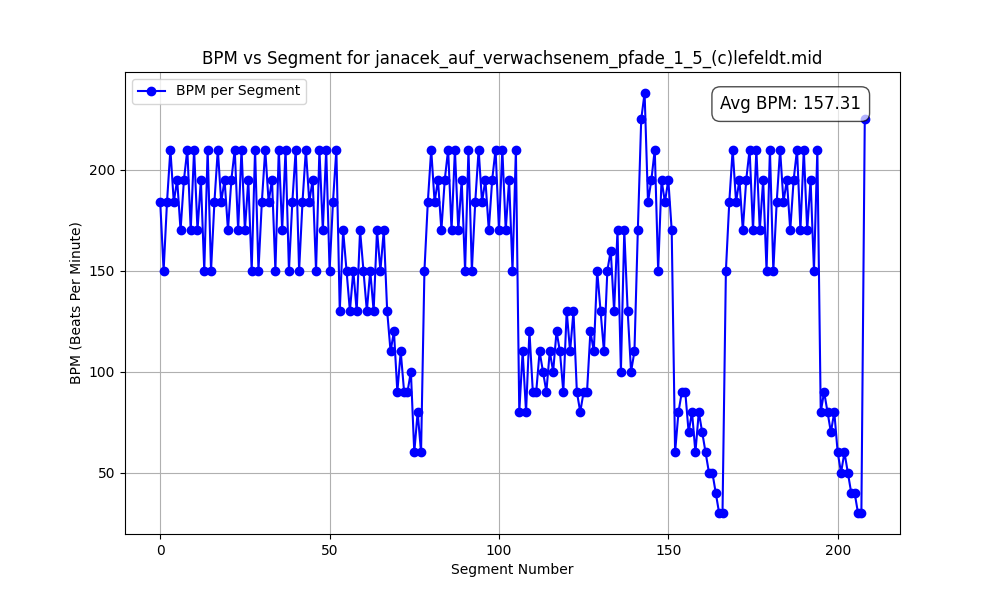 BPM vs Segment for janacek_auf_verwachsenem_pfade_1_5_(c)lefeldt.mid
BPM per Segment
Avg BPM: 157.31
200
150
100
50
BPM (Beats Per Minute)
0
50
100
150
200
Segment Number